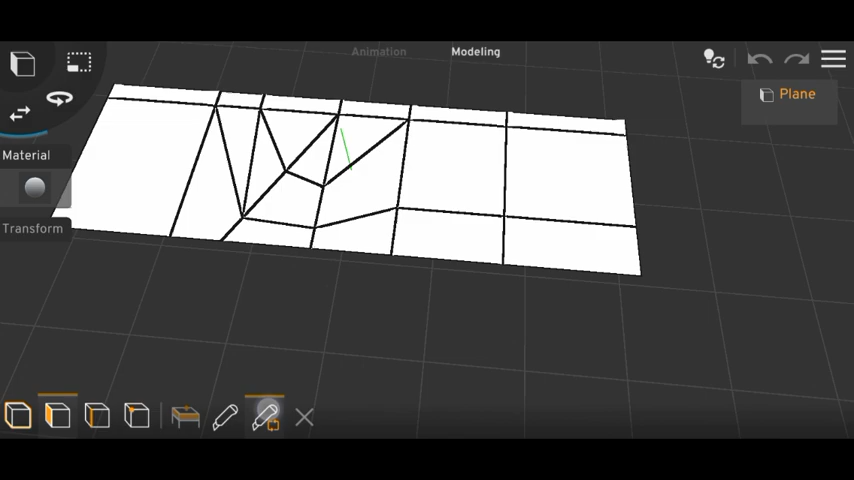 Animation
Modeling
Plane
Material
Transform